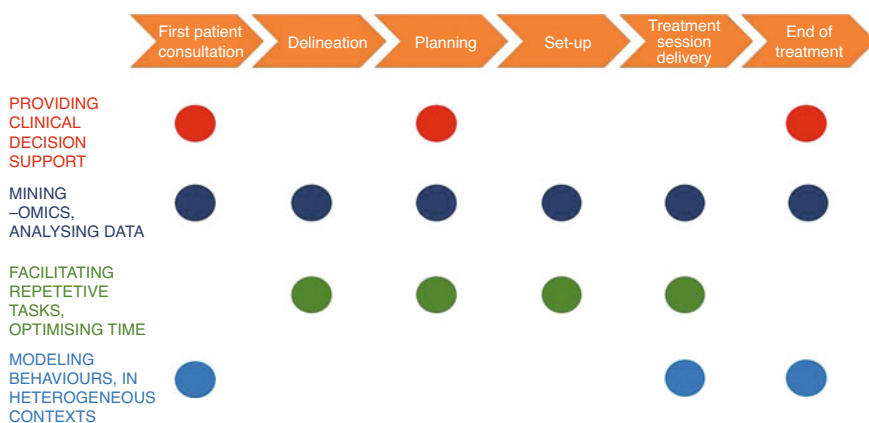 First patient
consultation
Delineation
Planning
Set-up
Treatment
session
delivery
End of
treatment
PROVIDING
CLINICAL
DECISION
SUPPORT
MINING
–OMICS,
ANALYSING DATA
FACILITATING
REPETETIVE
TASKS,
OPTIMISING TIME
MODELING
BEHAVIOURS, IN
HETEROGENEOUS
CONTEXTS